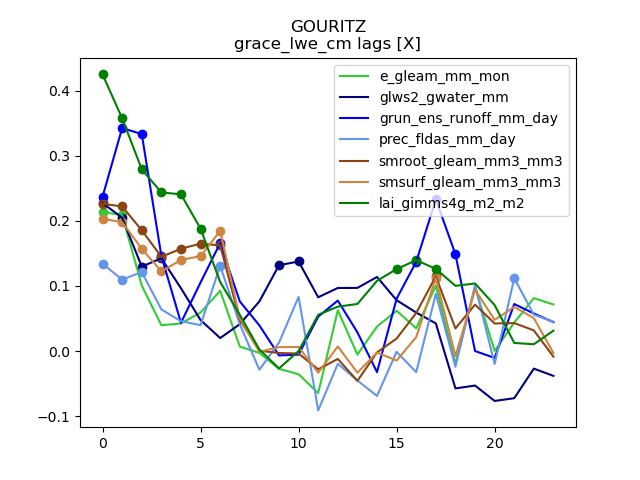 GOURITZ
grace_lwe_cm lags [X]
e_gleam_mm_mon
glws2_gwater_mm
grun_ens_runoff_mm_day
prec_fldas_mm_day
smroot_gleam_mm3_mm3
smsurf_gleam_mm3_mm3
lai_gimms4g_m2_m2
0.4
0.3
0.2
0.1
0.0
−0.1
0 5 10 15 20